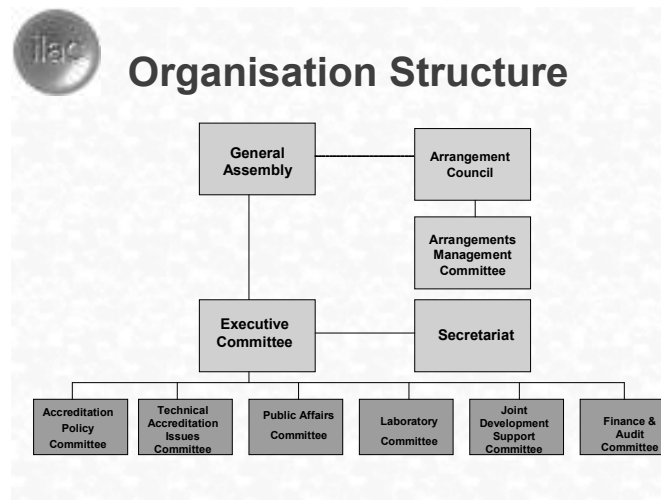 ilac
Organisation Structure
General
Assembly
Arrangement
Council
Arrangements
Management
Committee
Executive
Committee
Secretariat
Accreditation
Policy
Committee
Technical
Accreditation
Issues
Committee
Public Affairs
Committee
Laboratory
Committee
Joint
Development
Support
Committee
Finance &
Audit
Committee